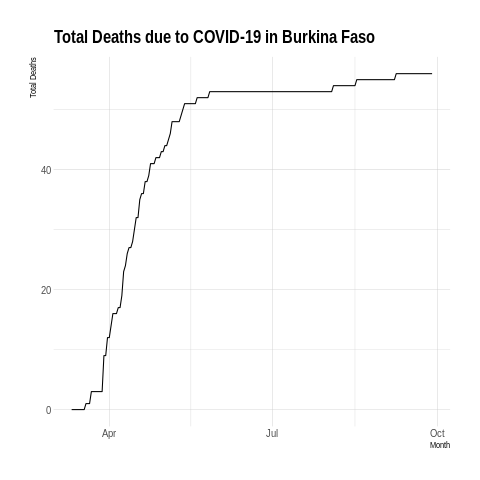 Total Deaths due to COVID-19 in Burkina Faso
Total Deaths
40
20
0
Apr
Jul
Oct
Month